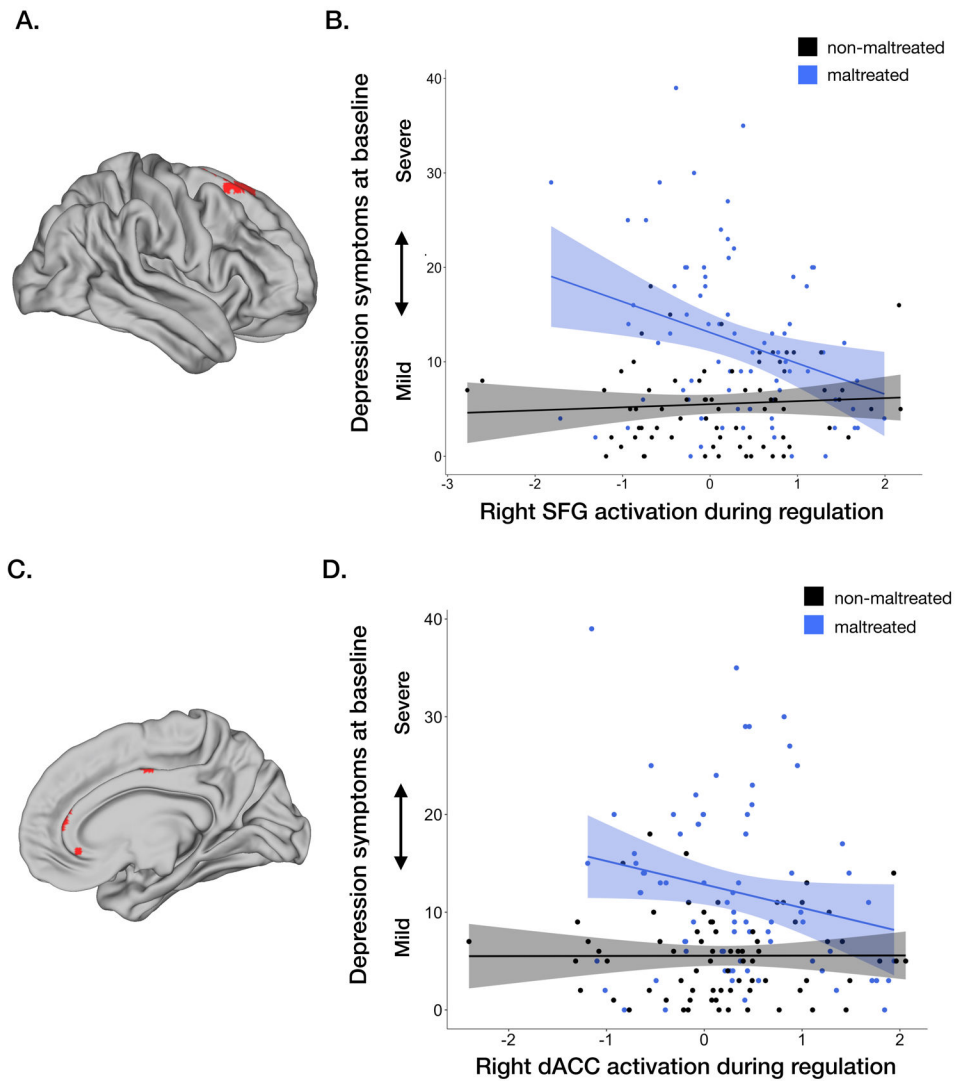 A.
B.
non-maltreated
maltreated
Depression symptoms at baseline
Severe
Mild
40
30
20
10
0
-3
-2
-1
0
1
2
Right SFG activation during regulation
C.
D.
non-maltreated
maltreated
Depression symptoms at baseline
Severe
Mild
40
30
20
10
0
-2
-1
0
1
2
Right dACC activation during regulation